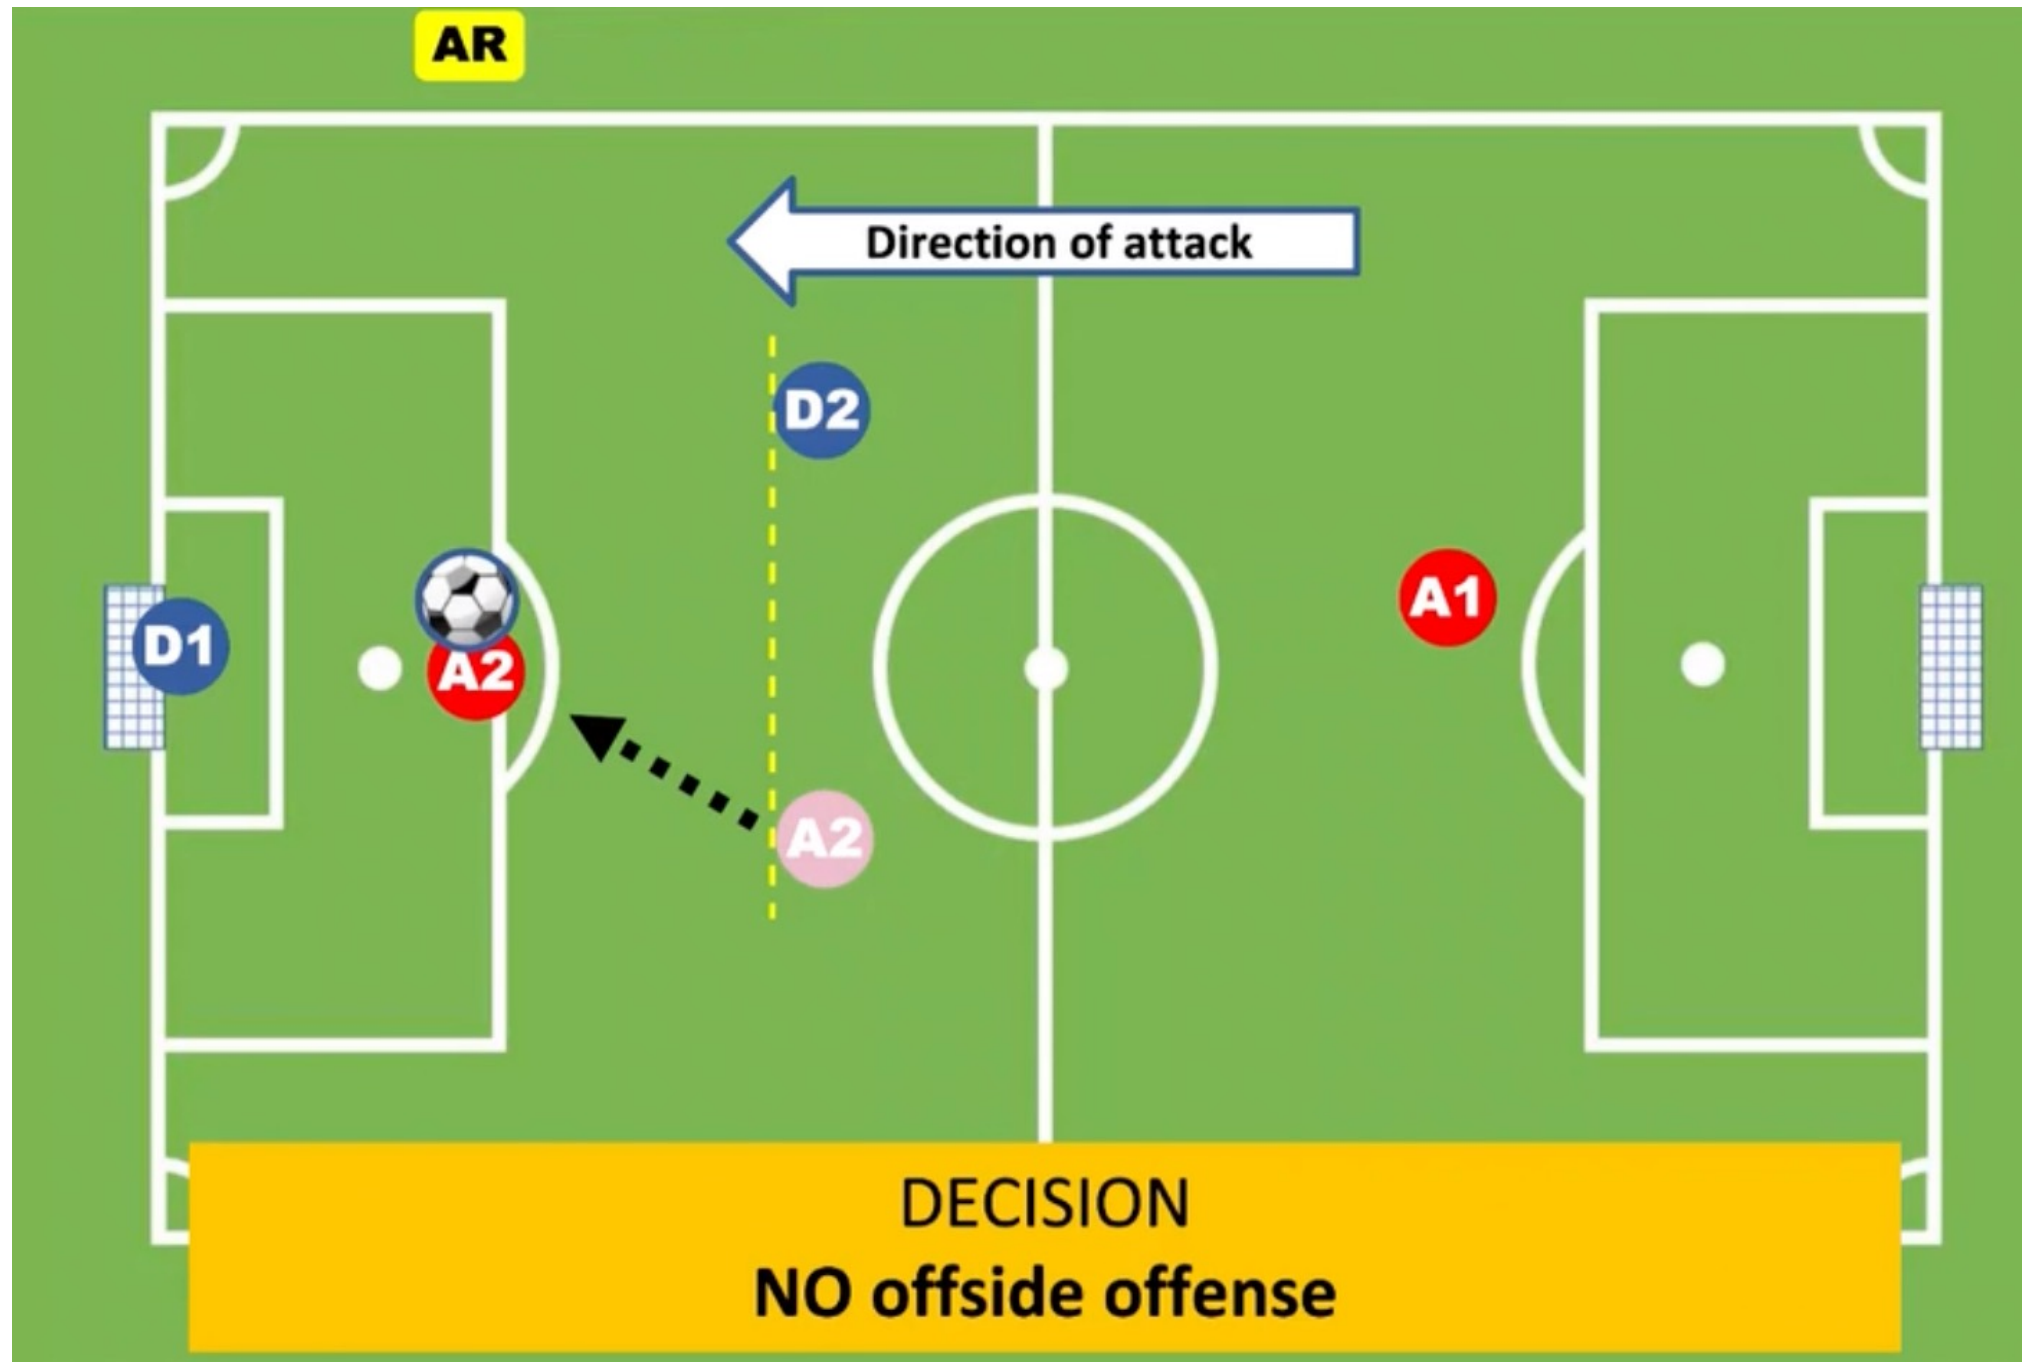 AR
Direction of attack
D2
A1
D1
A2
A2
DECISION
NO offside offense